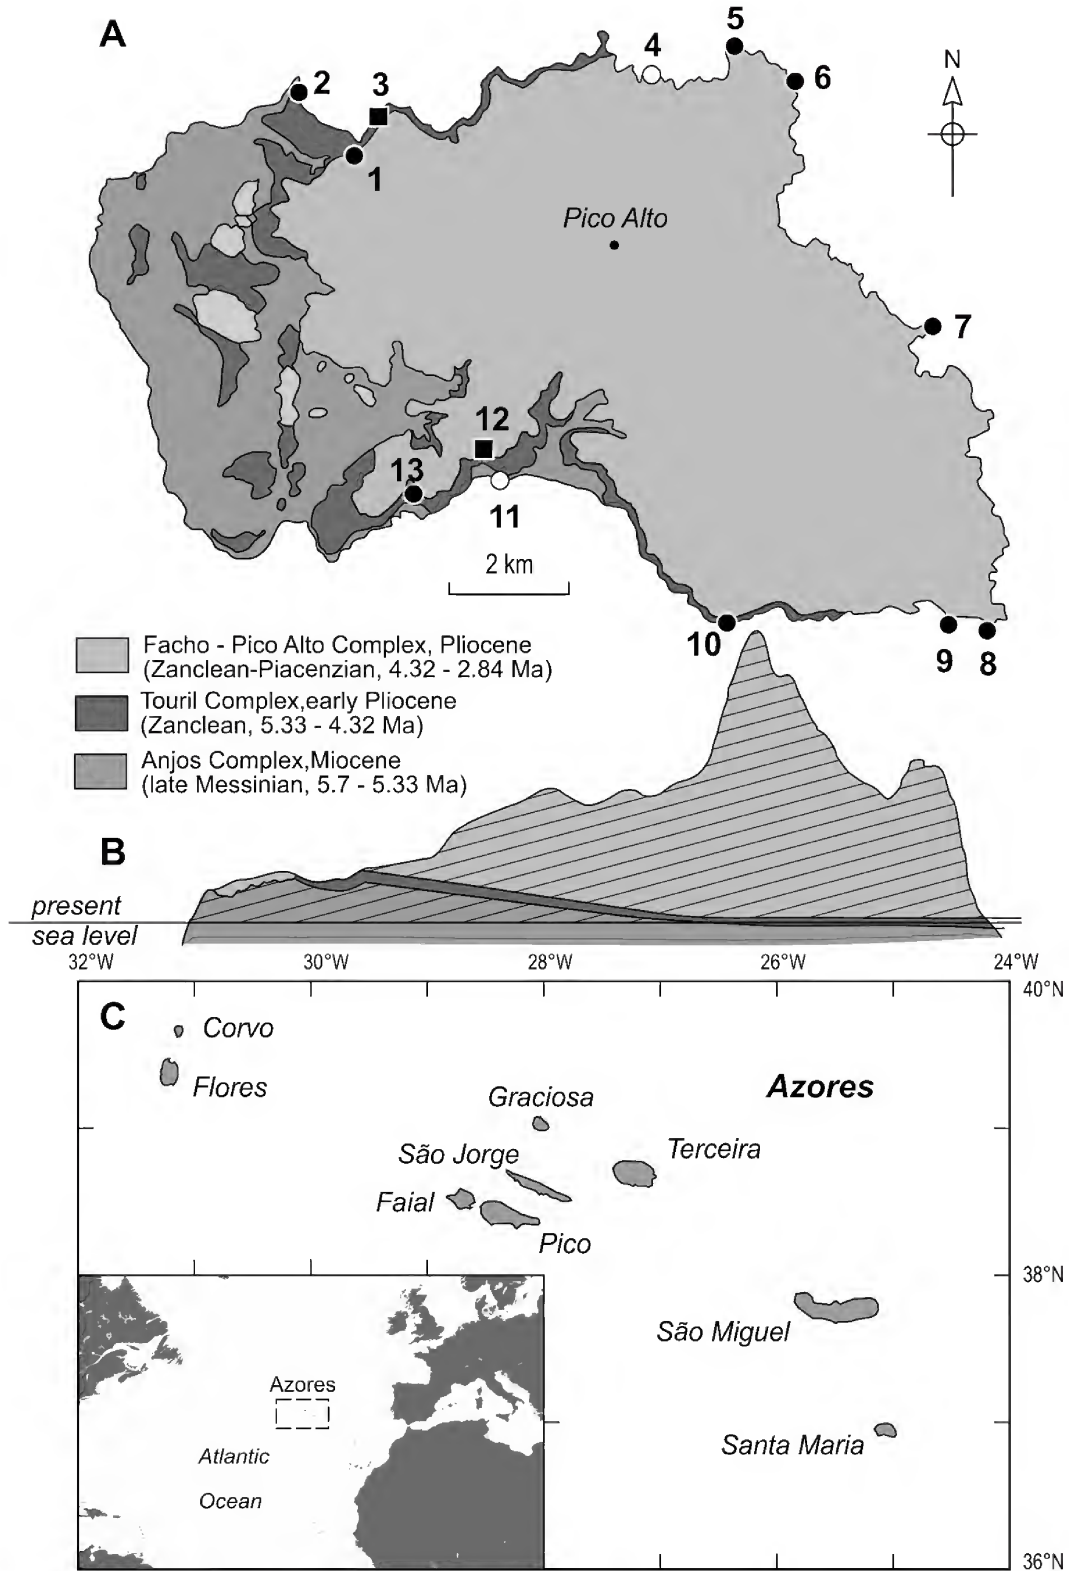 A
N
5
4
6
2
3
1
Pico Alto
7
12
13
11
2 km
10
9
8
Facho - Pico Alto Complex, Pliocene
(Zanclean-Piacenzian, 4.32 - 2.84 Ma)
Touril Complex,early Pliocene
(Zanclean, 5.33 - 4.32 Ma)
Anjos Complex,Miocene
(late Messinian, 5.7 - 5.33 Ma)
B
present
sea level
32°W 30°W 28°W 26°W 24°W
40°N
C
Corvo
Flores
Graciosa
Azores
São Jorge
Terceira
Faial
Pico
38°N
São Miguel
Azores
Santa Maria
Atlantic
Ocean
36°N